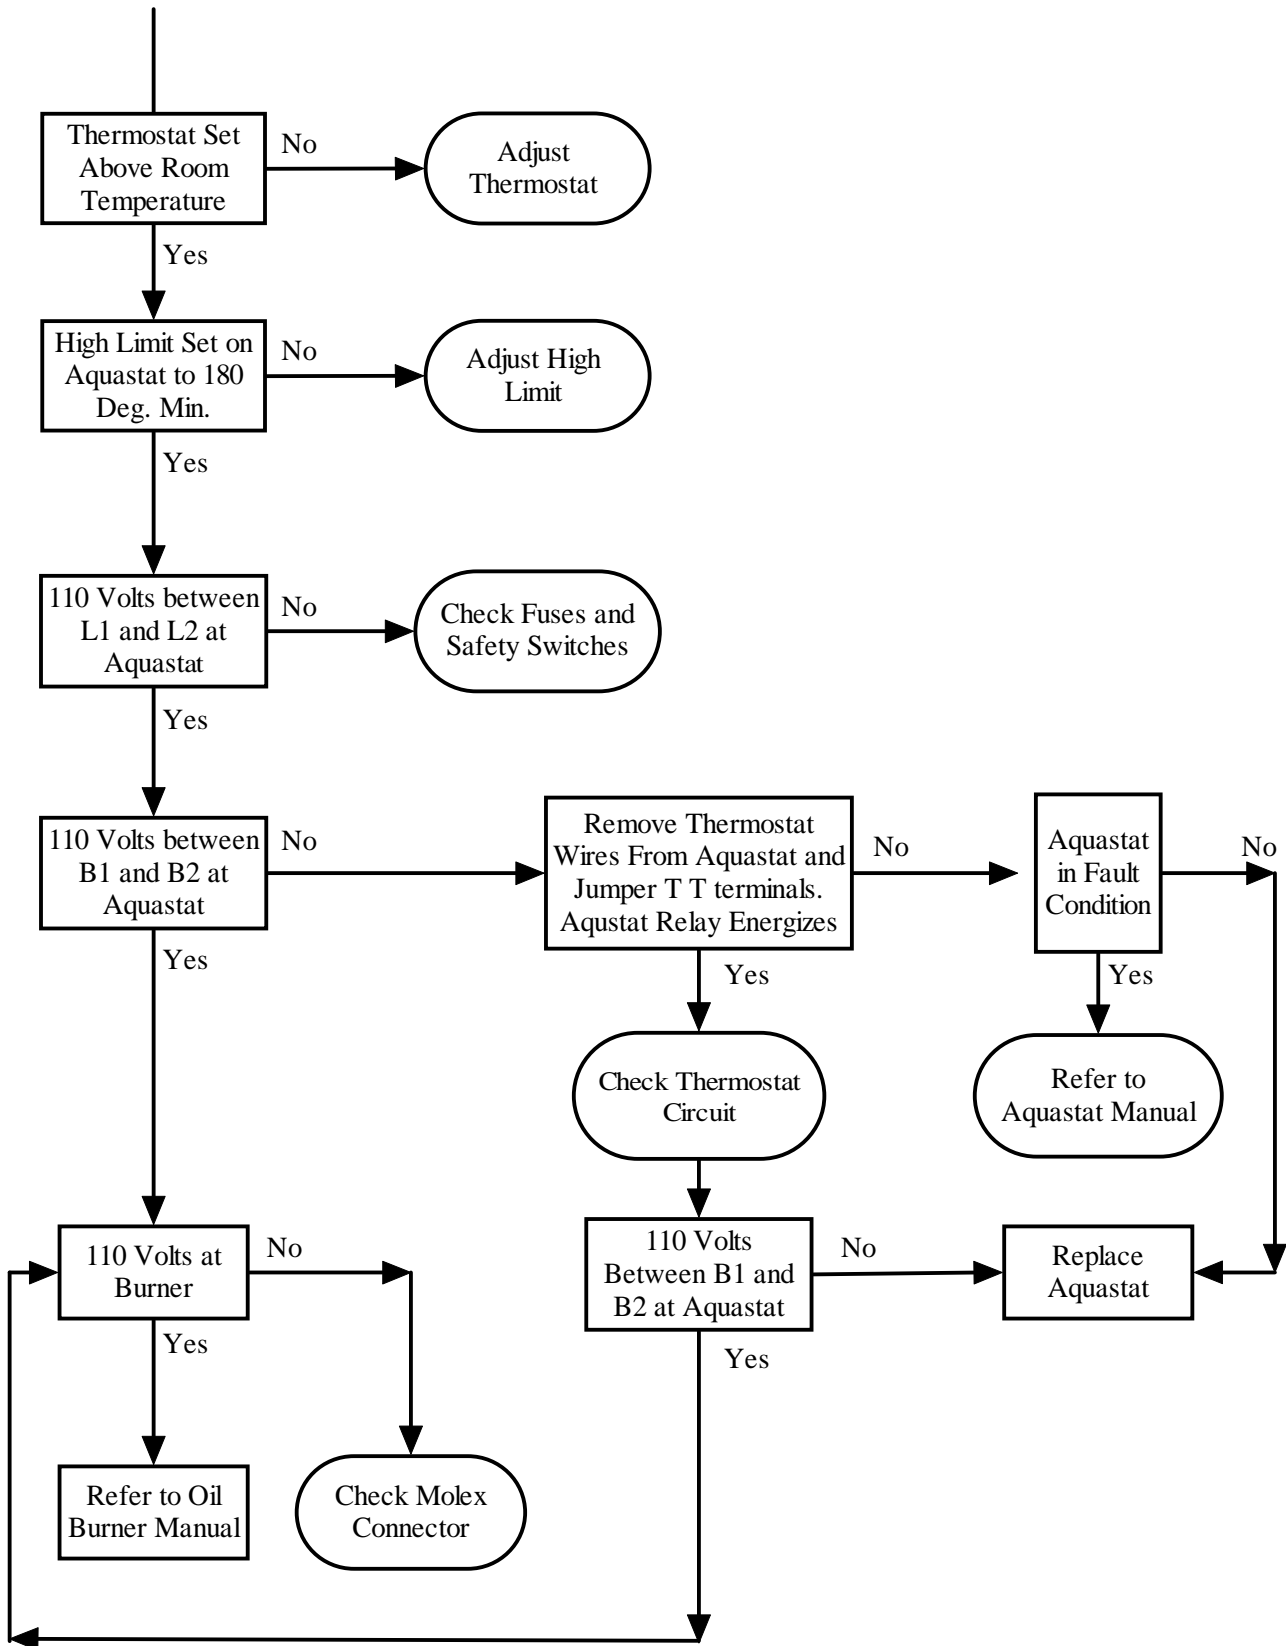 Thermostat Set
Above Room
Temperature
No
Adjust
Thermostat
Yes
High Limit Set on
Aquastat to 180
Deg. Min.
No
Adjust High
Limit
Yes
110 Volts between
L1 and L2 at
Aquastat
No
Check Fuses and
Safety Switches
Yes
110 Volts between
B1 and B2 at
Aquastat
No
Remove Thermostat
Wires From Aquastat and
Jumper T T terminals.
Aqustat Relay Energizes
No
Aquastat
in Fault
Condition
No
Yes
Yes
Yes
Check Thermostat
Circuit
Refer to
Aquastat Manual
110 Volts at
Burner
No
110 Volts
Between B1 and
B2 at Aquastat
No
Replace
Aquastat
Yes
Yes
Refer to Oil
Burner Manual
Check Molex
Connector